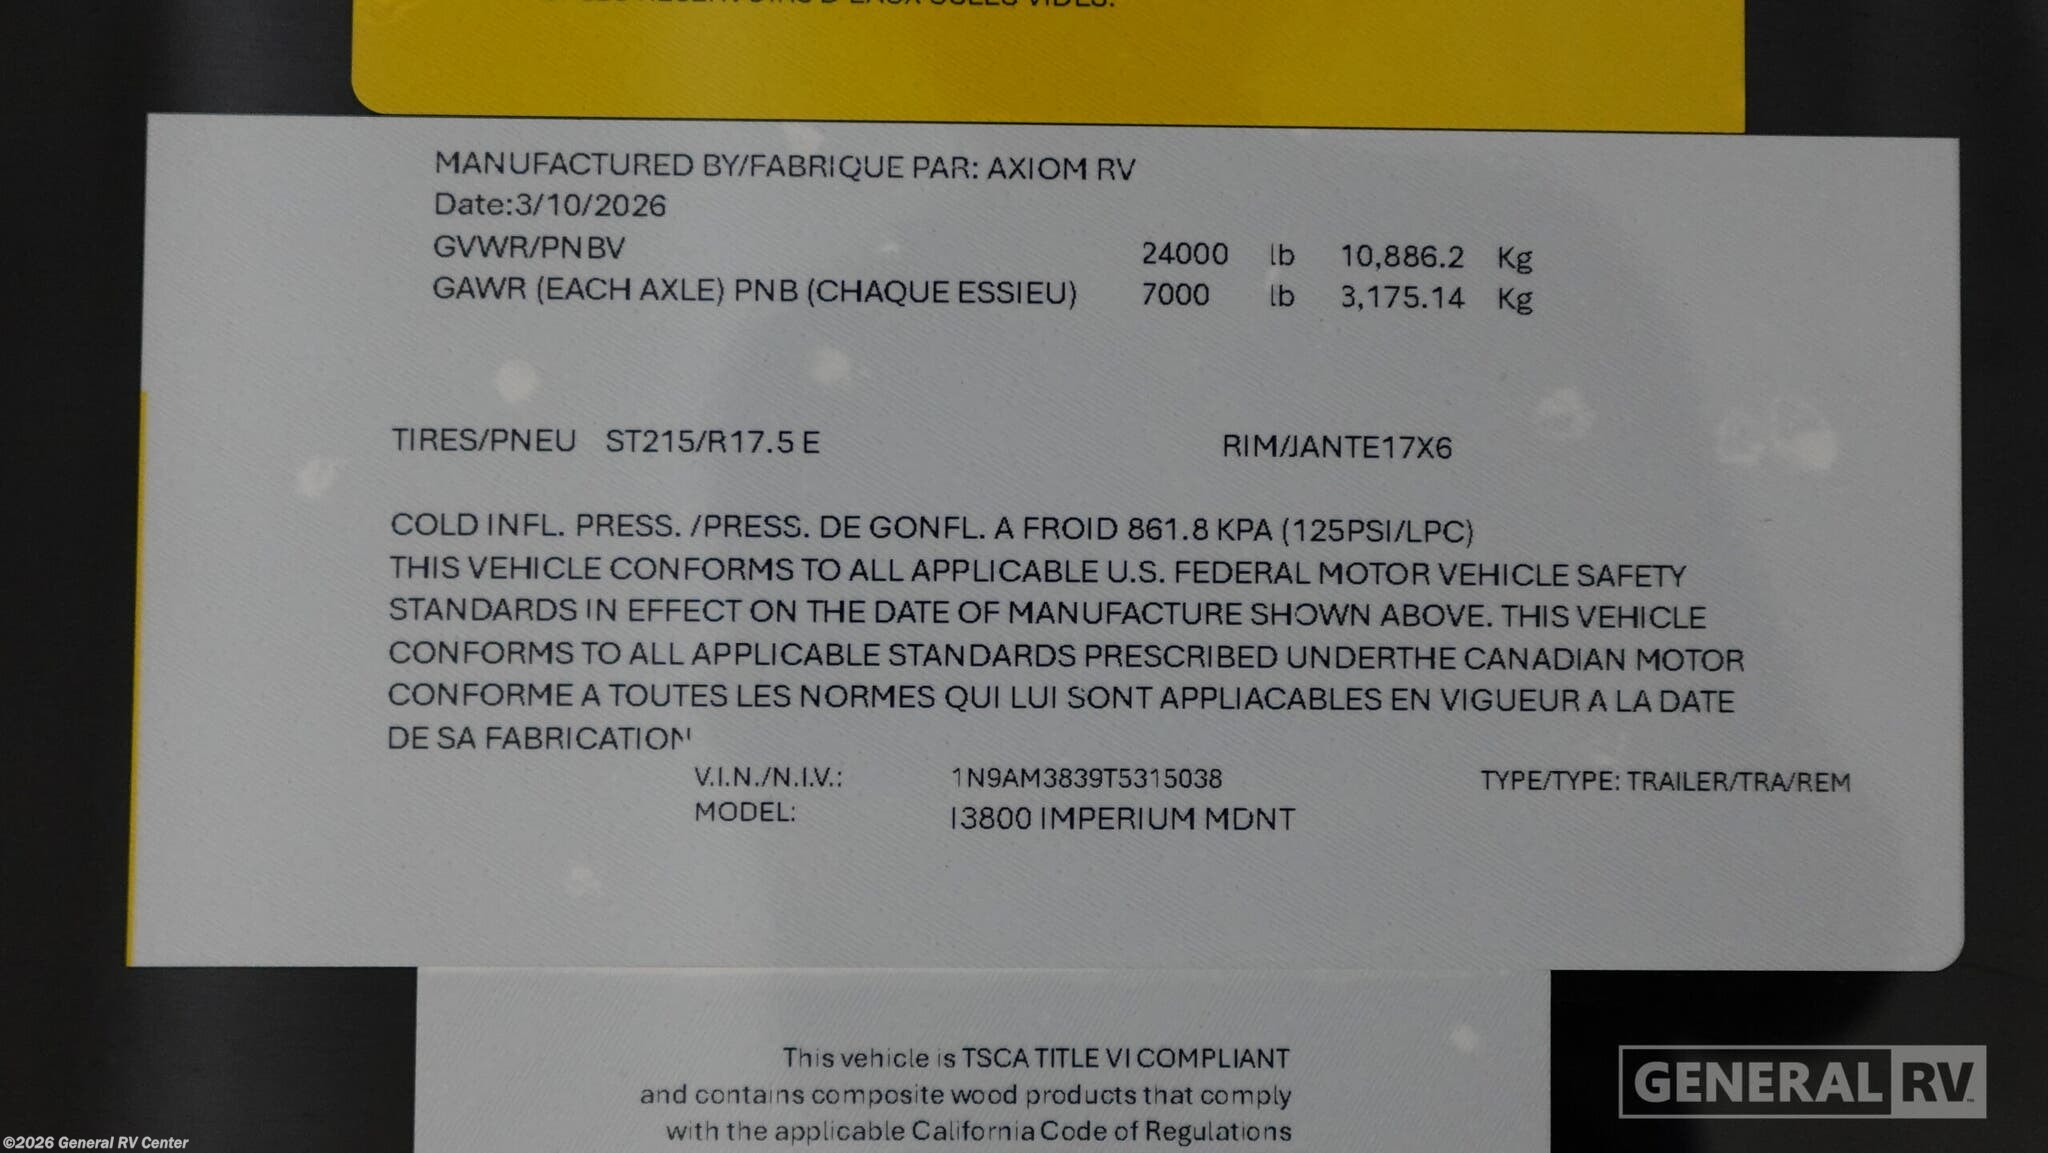 MANUFACTURED BY/FABRIQUE PAR: AXIOM RV
Date:3/10/2026
GVWR/PNBV 24000 lb 10,886.2 Kg
GAWR (EACH AXLE) PNB (CHAQUE ESSIEU) 7000 lb 3,175.14 Kg
TIRES/PNEU ST215/R17.5 E RIM/JANTE17X6
COLD INFL. PRESS. /PRESS. DE GONFL. A FROID 861.8 KPA (125PSI/LPC)
THIS VEHICLE CONFORMS TO ALL APPLICABLE U.S. FEDERAL MOTOR VEHICLE SAFETY
STANDARDS IN EFFECT ON THE DATE OF MANUFACTURE SHOWN ABOVE. THIS VEHICLE
CONFORMS TO ALL APPLICABLE STANDARDS PRESCRIBED UNDERTHE CANADIAN MOTOR
CONFORME A TOUTES LES NORMES QUI LUI SONT APPLIACABLES EN VIGUEUR A LA DATE
DE SA FABRICATION
V.I.N./N.I.V.: 1N9AM3839T5315038 TYPE/TYPE: TRAILER/TRA/REM
MODEL: I3800 IMPERIUM MDNT
This vehicle is TSCA TITLE VI COMPLIANT
and contains composite wood products that comply
with the applicable California Code of Regulations
GENERAL RV
©2026 General RV Center